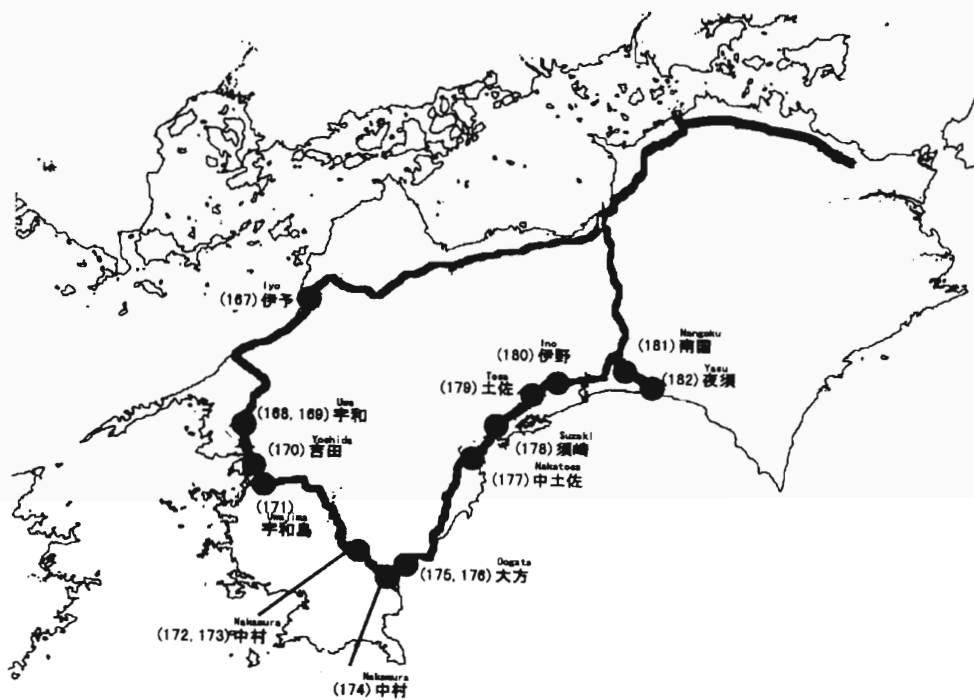 Iyo
(167) 伊予
Uwa
(168, 169) 宇和
Yoshida
(170) 吉田
(171)
Uwajima
宇和島
Nakamura
(172, 173) 中村
Nakamura
(174) 中村
Oogata
(175, 176) 大方
Nakatosa
(177) 中土佐
Suzaki
(178) 須崎
Tosa
(179) 土佐
Ino
(180) 伊野
Nangoku
(181) 南国
Yasu
(182) 夜須